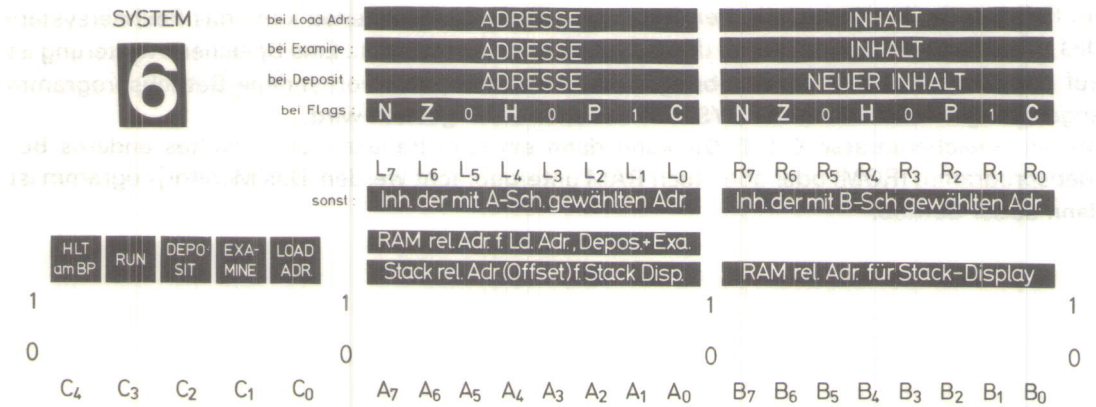 SYSTEM
6
bei LoadAdr.: ADRESSE INHALT
bei Examine: ADRESSE INHALT
bei Deposit: ADRESSE NEUER INHALT
bei Flags: N Z 0 H 0 P 1 C N Z 0 H 0 P 1 C
L7 L6 L5 L4 L3 L2 L1 L0 R7 R6 R5 R4 R3 R2 R1 R0
sonst: Inh. der mit A-Sch. gewählten Adr. Inh. der mit B-Sch. gewählten Adr.
RAM rel. Adr. f. Ld. Adr., Depos.+Exa.
HLT am BP RUN DEPO-SIT EXA-MINE LOAD ADR.
Stack rel. Adr (Offset) f. Stack Disp. RAM rel. Adr. für Stack-Display
1 1 1 1
0 0 0 0
C4 C3 C2 C1 C0 A7 A6 A5 A4 A3 A2 A1 A0 B7 B6 B5 B4 B3 B2 B1 B0